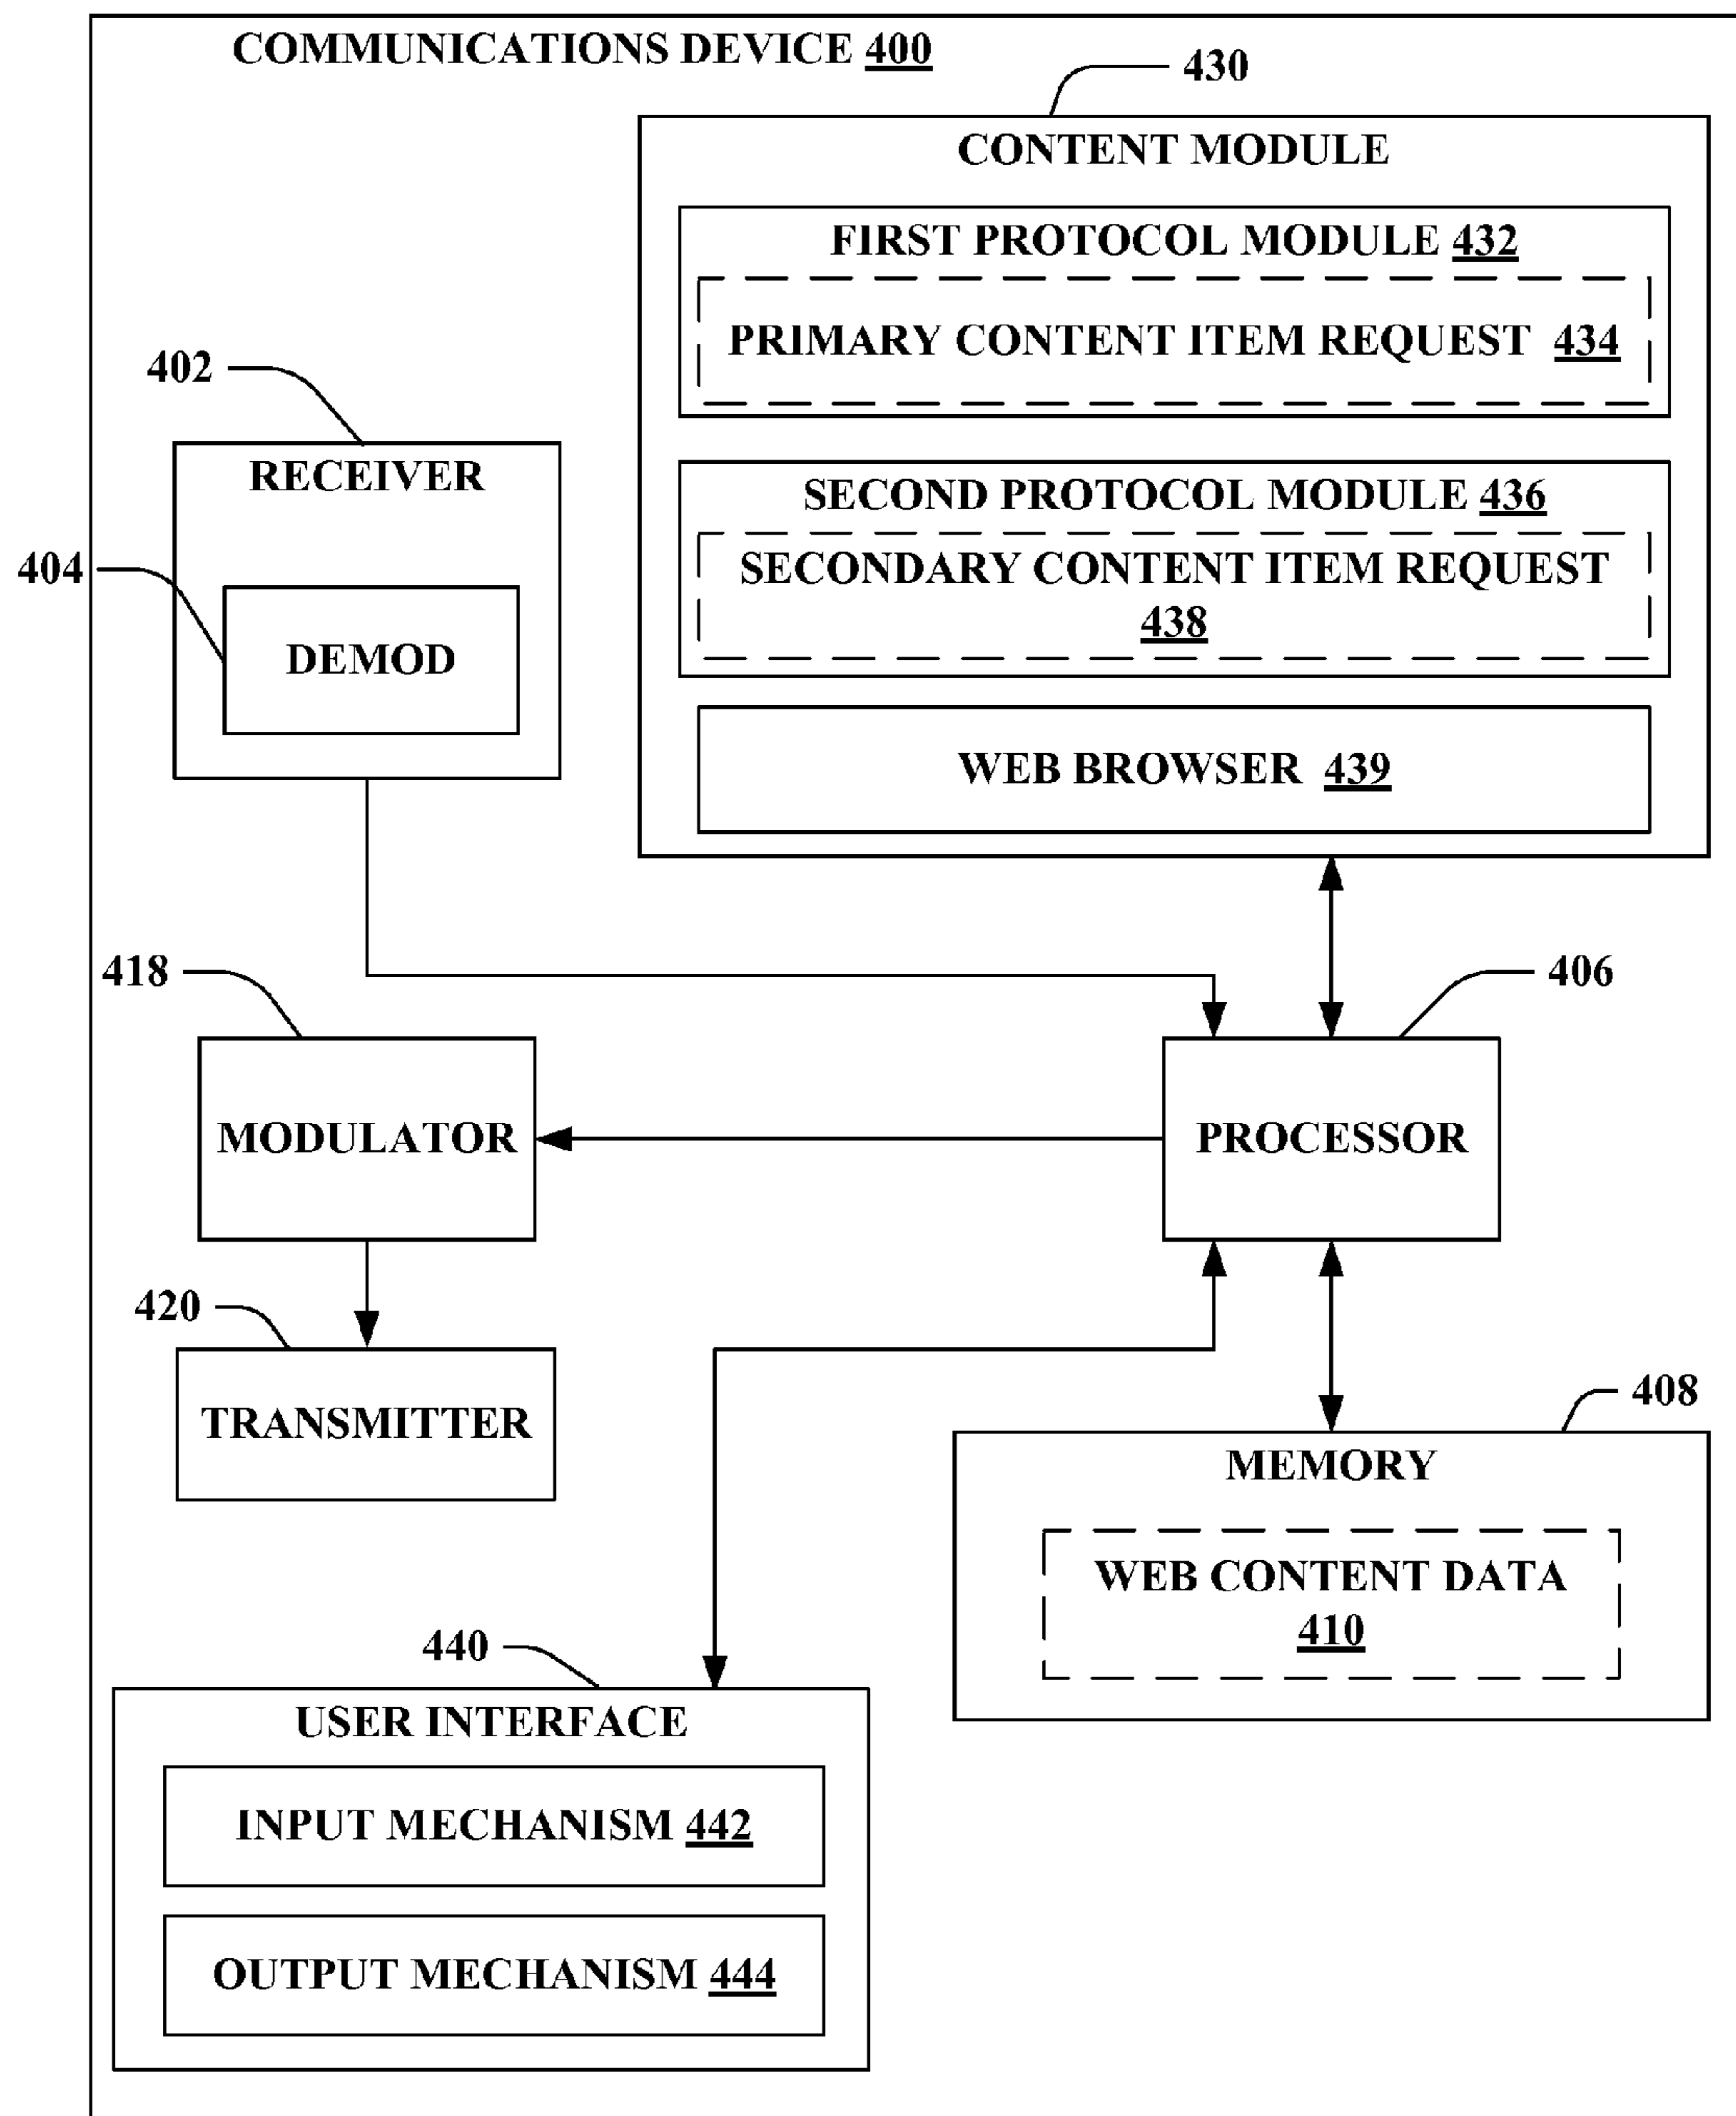 COMMUNICATIONS DEVICE 400
430
CONTENT MODULE
FIRST PROTOCOL MODULE 432
PRIMARY CONTENT ITEM REQUEST 434
402
RECEIVER
SECOND PROTOCOL MODULE 436
SECONDARY CONTENT ITEM REQUEST
438
404
DEMOD
WEB BROWSER 439
418
406
MODULATOR
PROCESSOR
420
TRANSMITTER
408
MEMORY
WEB CONTENT DATA
410
440
USER INTERFACE
INPUT MECHANISM 442
OUTPUT MECHANISM 444